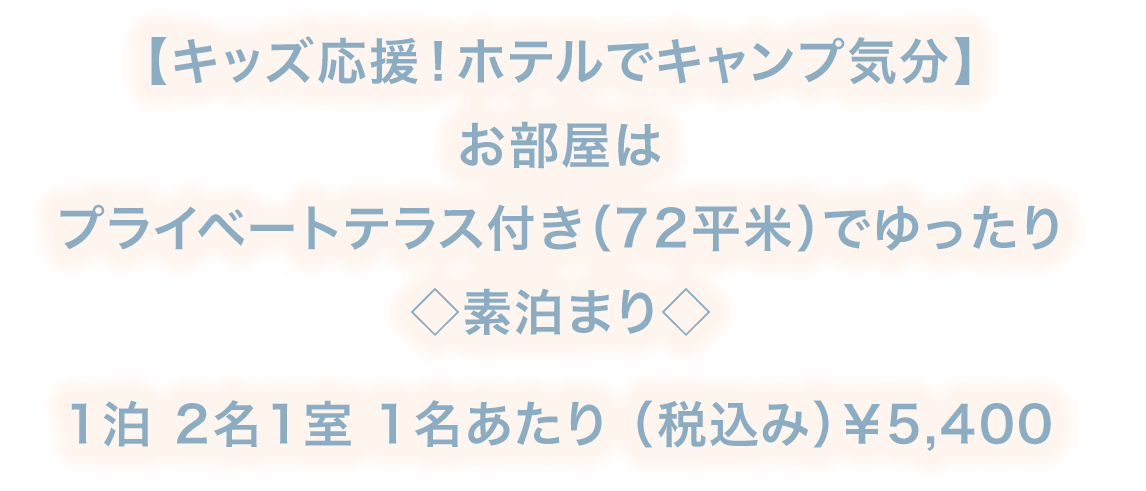 【キッズ応援！ホテルでキャンプ気分】
お部屋は
プライベートテラス付き（72平米）でゆったり
◇素泊まり◇
1泊 2名1室 1名あたり（税込み）¥5,400